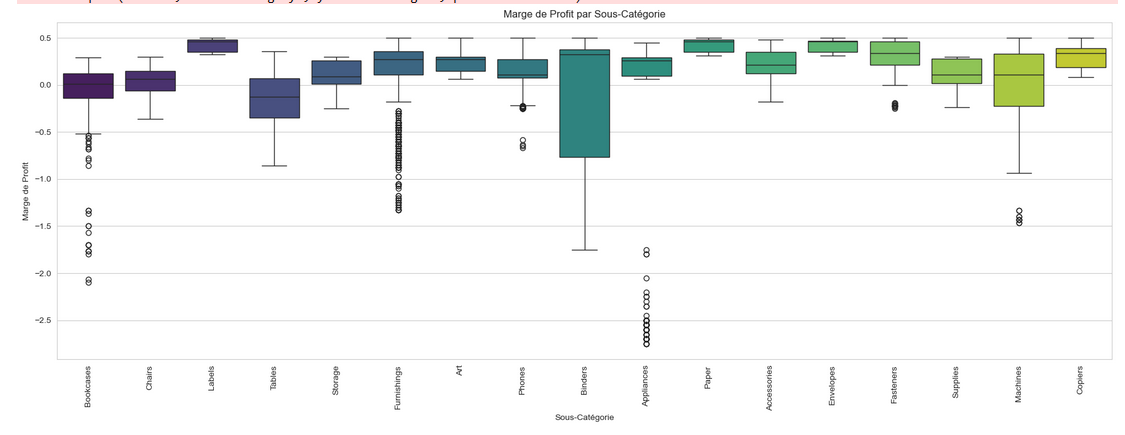 Marge de Profit par Sous-Catégorie
Marge de Profit
0.5
0.0
−0.5
−1.0
−1.5
−2.0
−2.5
Bookcases
Chairs
Labels
Tables
Storage
Furnishings
Art
Phones
Binders
Appliances
Paper
Accessories
Envelopes
Fasteners
Supplies
Machines
Copiers
Sous-Catégorie